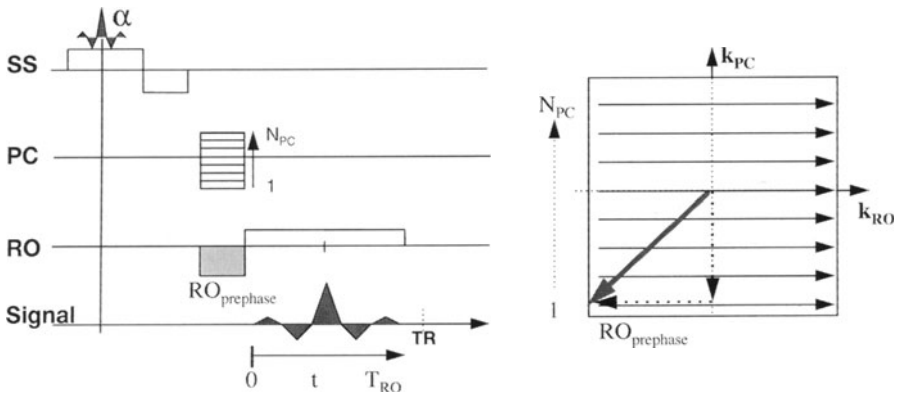 α
SS
PC
N_PC
1
RO
RO_prephase
Signal
TR
0 t T_RO
k_PC
N_PC
k_RO
1
RO_prephase